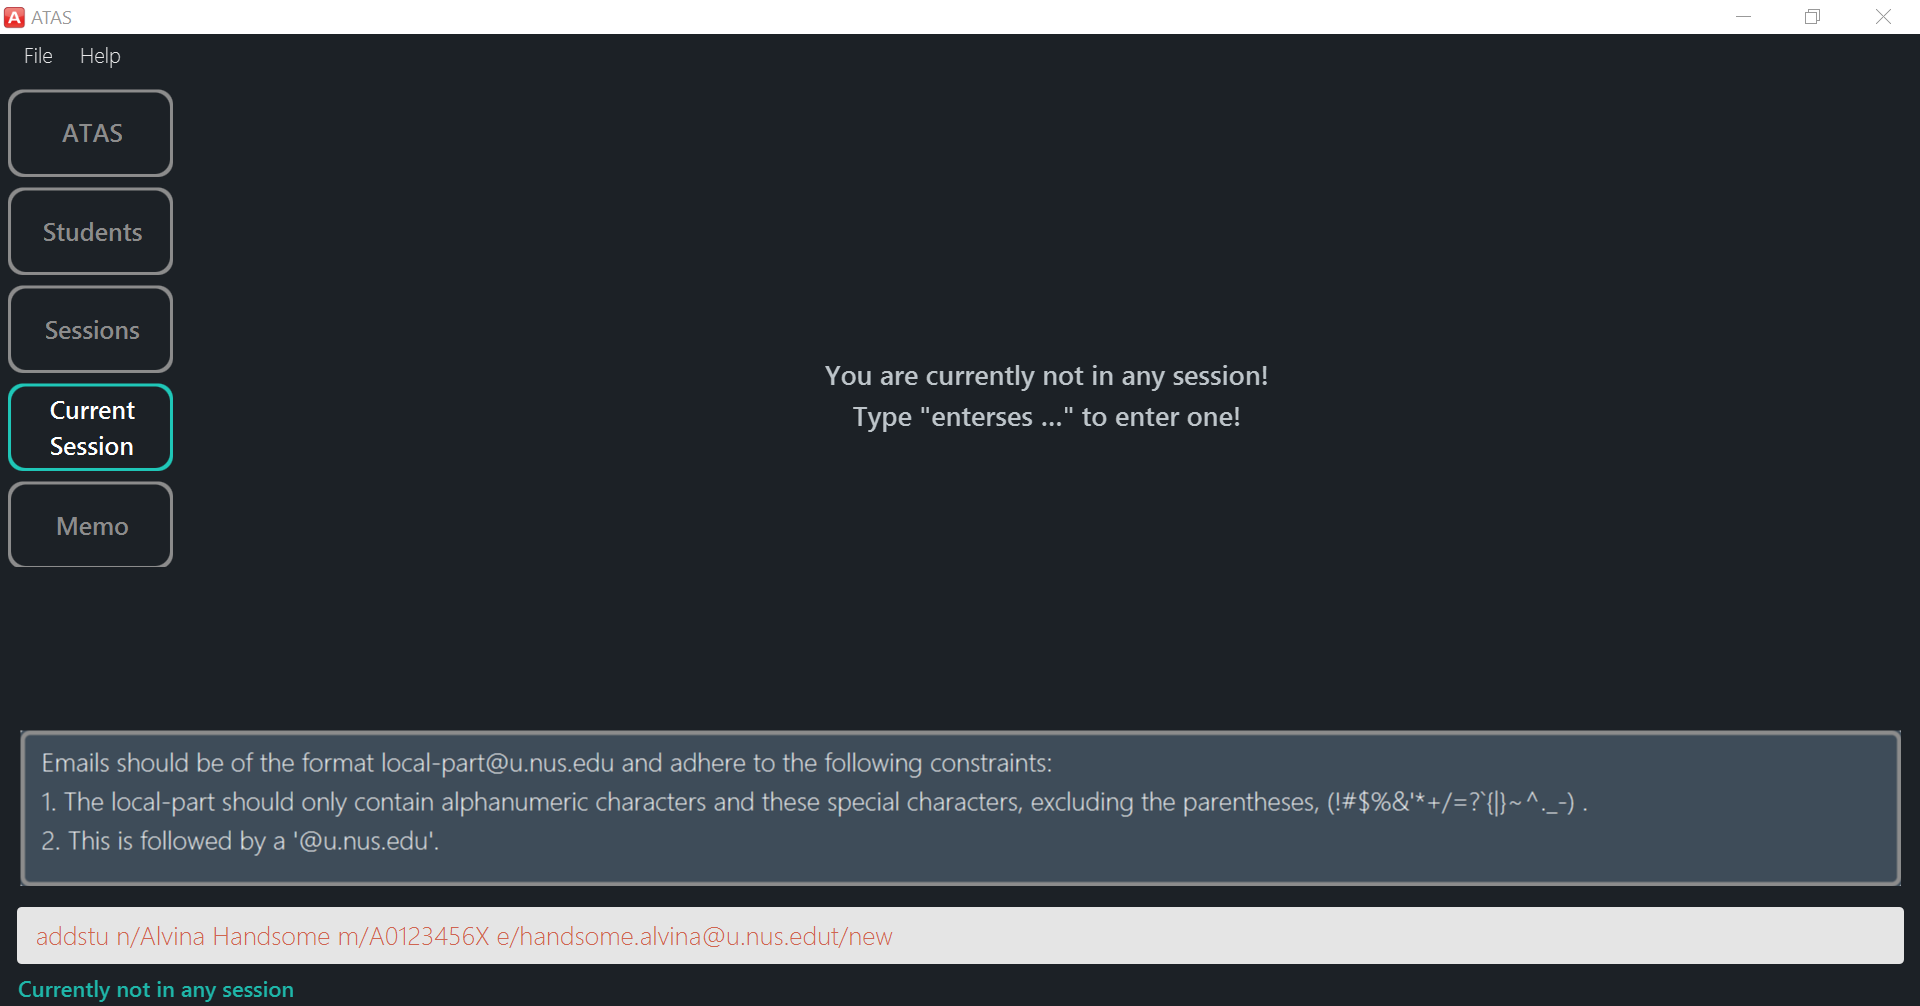 ATAS
File Help
ATAS
Students
Sessions
Current
Session
Memo
You are currently not in any session!
Type "enterses ..." to enter one!
Emails should be of the format local-part@u.nus.edu and adhere to the following constraints:
1. The local-part should only contain alphanumeric characters and these special characters, excluding the parentheses, (!#$%&'*+/=?`{|}~^._-) .
2. This is followed by a '@u.nus.edu'.
addstu n/Alvina Handsome m/A0123456X e/handsome.alvina@u.nus.edut/new
Currently not in any session